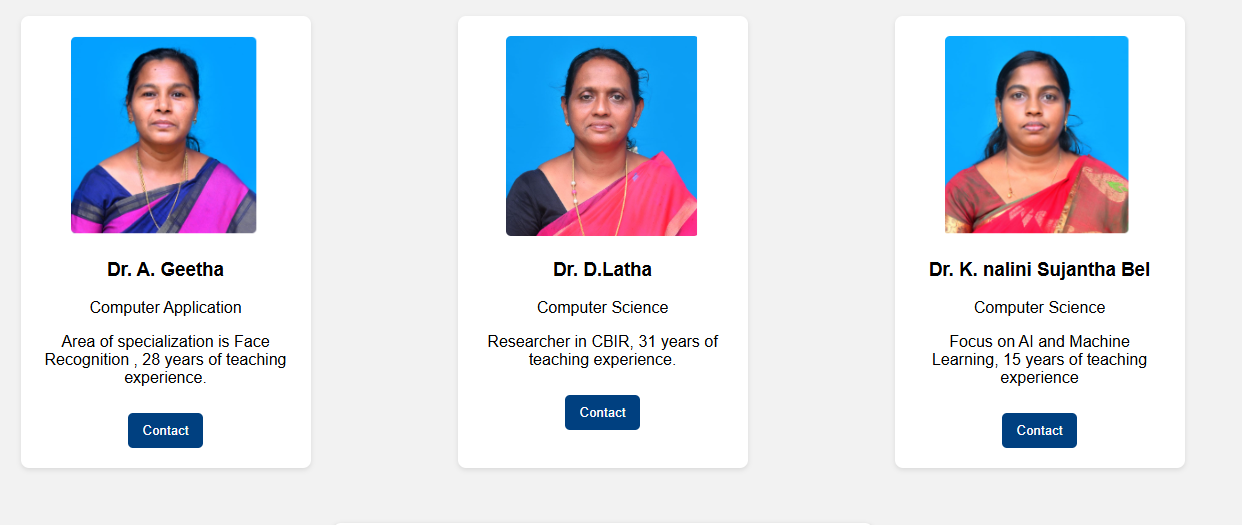 Dr. A. Geetha
Computer Application
Area of specialization is Face
Recognition , 28 years of teaching
experience.
Contact
Dr. D.Latha
Computer Science
Researcher in CBIR, 31 years of
teaching experience.
Contact
Dr. K. nalini Sujantha Bel
Computer Science
Focus on AI and Machine
Learning, 15 years of teaching
experience
Contact